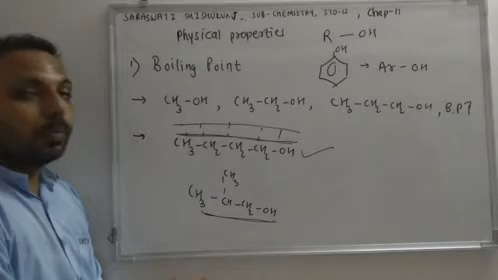 SARASWATI SHISHUKUNJ, SUB-CHEMISTRY, STD-12, Chap-11
Physical properties
R—OH
OH
→ Ar—OH
1) Boiling Point
→ CH3-OH, CH3-CH2-OH, CH3-CH2-CH2-OH, B.P↑
→ CH3-CH2-CH2-CH2-OH
CH3
CH3-CH-CH2-OH